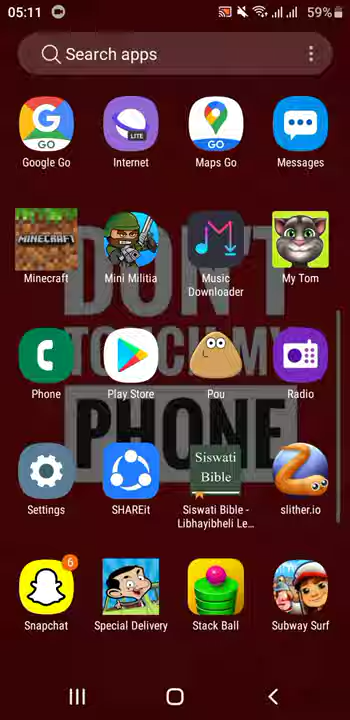 05:11
59%
Search apps
Google Go
Internet
Maps Go
Messages
LITE
GO
GO
MINECRAFT
DON'T
Minecraft
Mini Militia
Music
Downloader
My Tom
TOUCH MY
Phone
Play Store
Pou
Radio
PHONE
Siswati
Bible
Settings
SHAREit
Siswati Bible -
Libhayibheli Le...
slither.io
6
Snapchat
Special Delivery
Stack Ball
Subway Surf